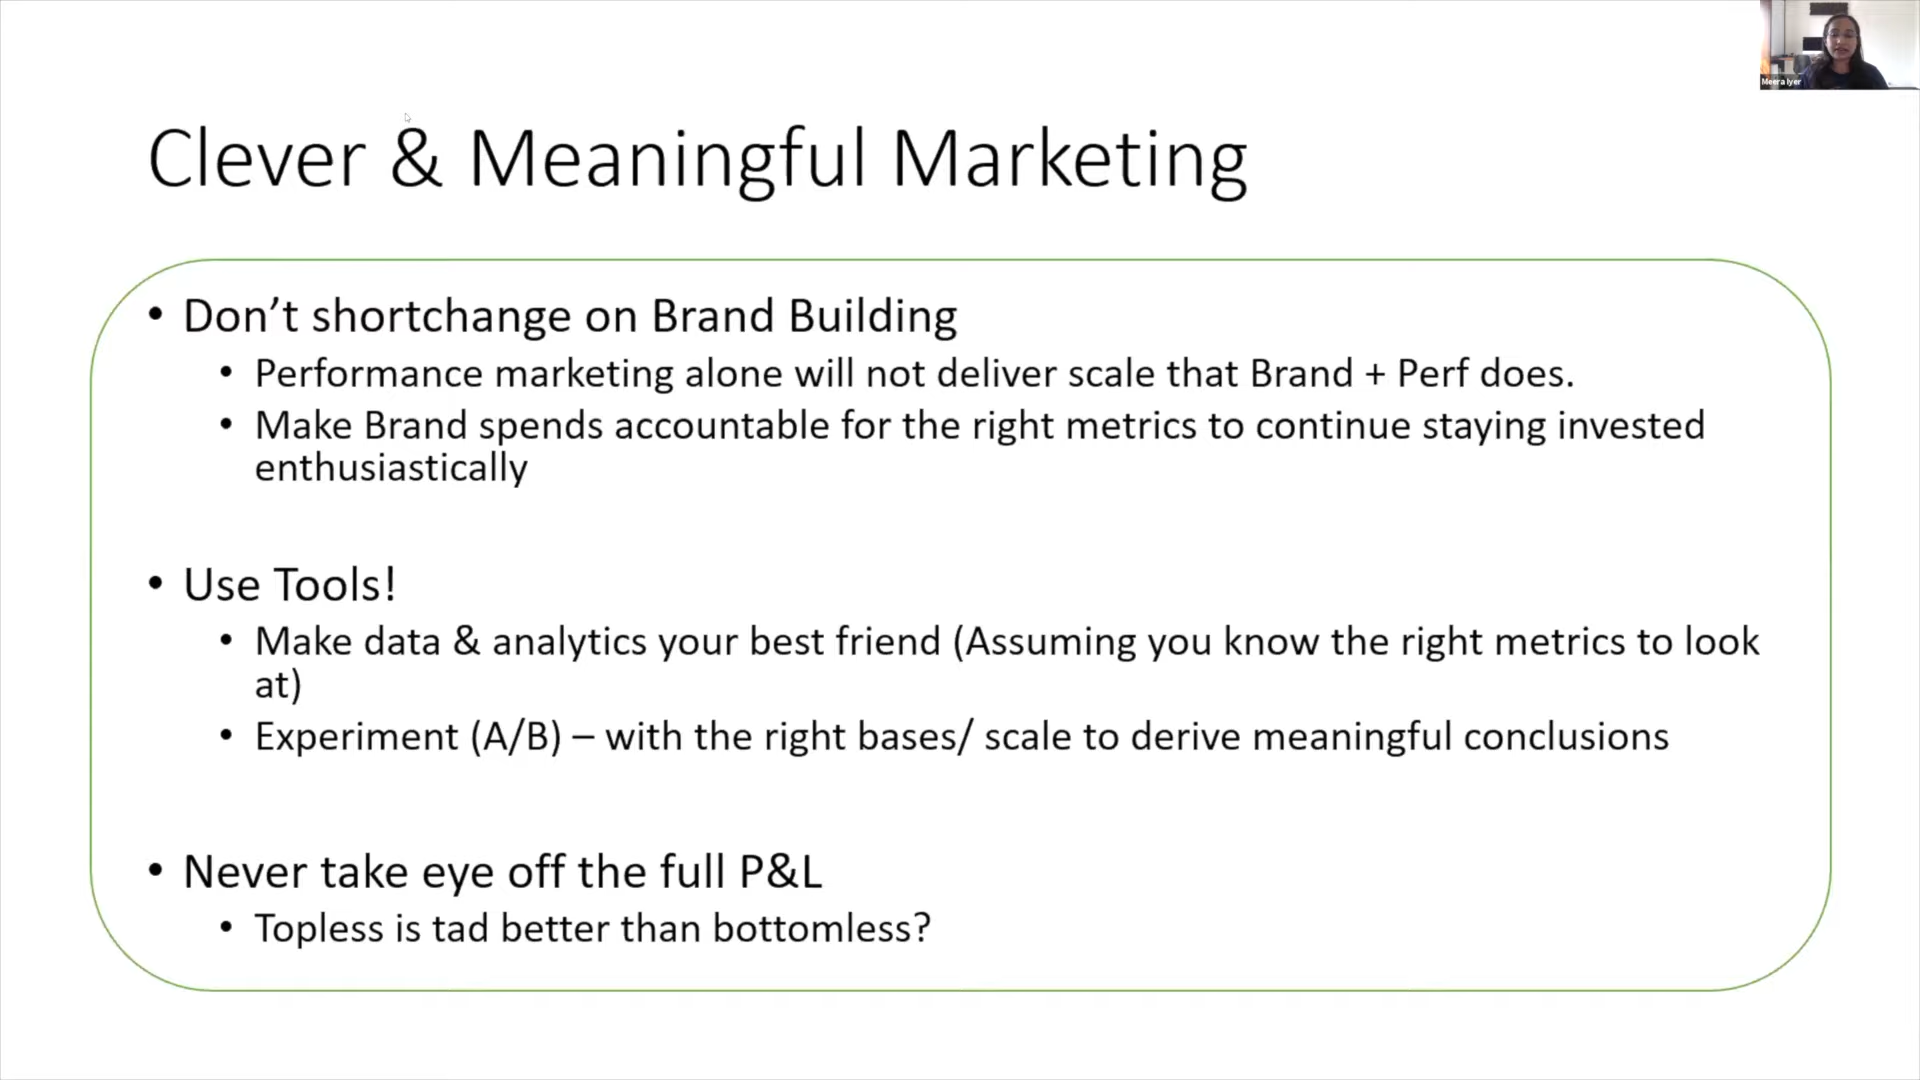 Meera Iyer
Clever & Meaningful Marketing
• Don’t shortchange on Brand Building
• Performance marketing alone will not deliver scale that Brand + Perf does.
• Make Brand spends accountable for the right metrics to continue staying invested
enthusiastically
• Use Tools!
• Make data & analytics your best friend (Assuming you know the right metrics to look
at)
• Experiment (A/B) – with the right bases/ scale to derive meaningful conclusions
• Never take eye off the full P&L
• Topless is tad better than bottomless?